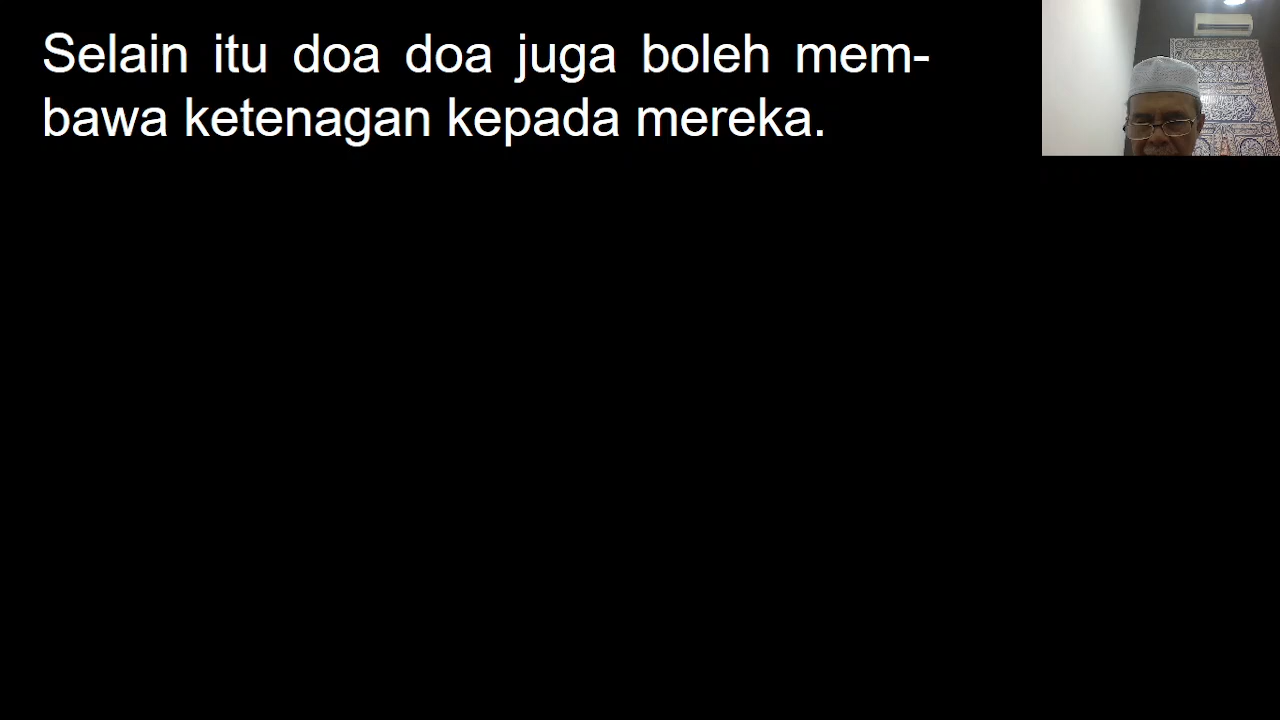 Selain itu doa doa juga boleh mem-
bawa ketenagan kepada mereka.